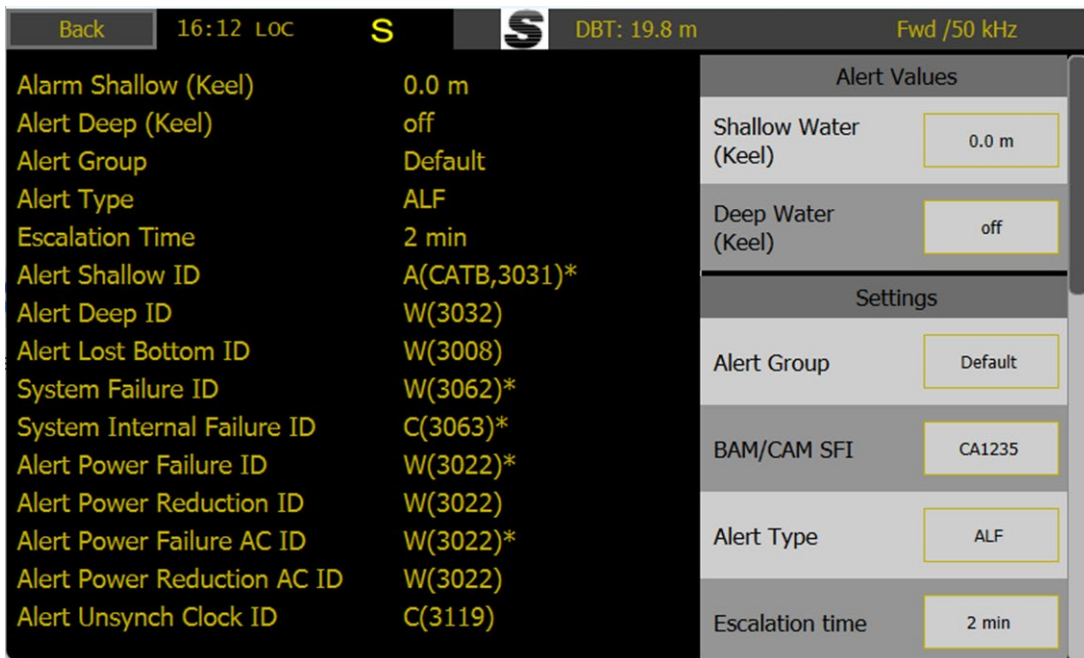 Back 16:12 LOC S S DBT: 19.8 m Fwd /50 kHz
Alarm Shallow (Keel) 0.0 m
Alert Deep (Keel) off
Alert Group Default
Alert Type ALF
Escalation Time 2 min
Alert Shallow ID A(CATB,3031)*
Alert Deep ID W(3032)
Alert Lost Bottom ID W(3008)
System Failure ID W(3062)*
System Internal Failure ID C(3063)*
Alert Power Failure ID W(3022)*
Alert Power Reduction ID W(3022)
Alert Power Failure AC ID W(3022)*
Alert Power Reduction AC ID W(3022)
Alert Unsynch Clock ID C(3119)
Alert Values
Shallow Water
(Keel) 0.0 m
Deep Water
(Keel) off
Settings
Alert Group Default
BAM/CAM SFI CA1235
Alert Type ALF
Escalation time 2 min